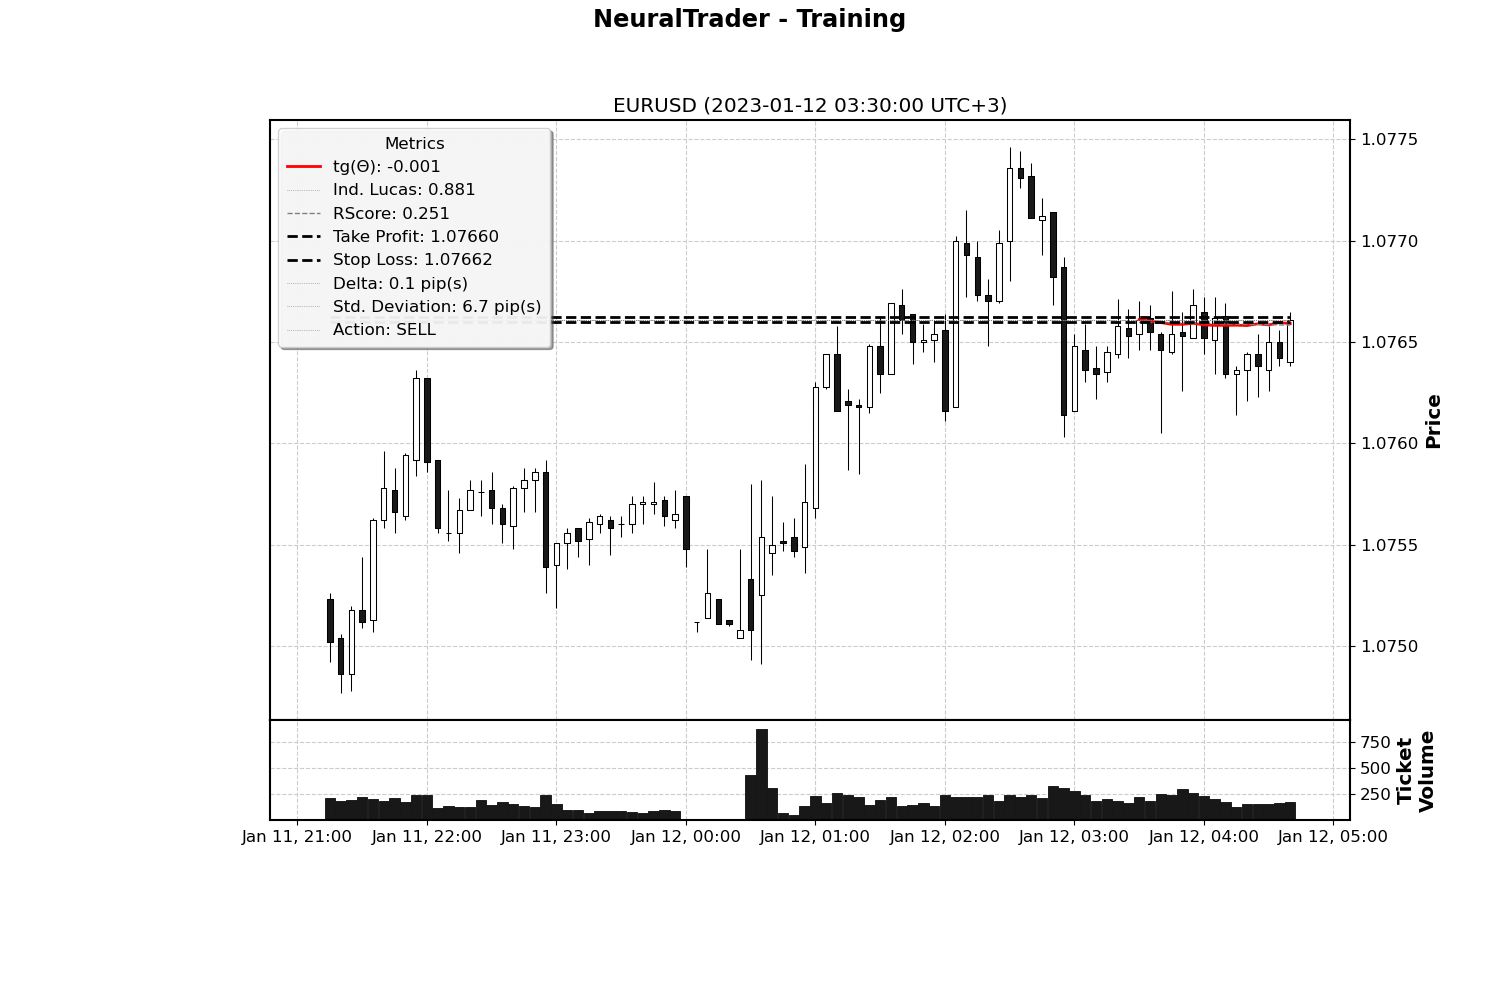 NeuralTrader - Training
EURUSD (2023-01-12 03:30:00 UTC+3)
Metrics
tg(Θ): -0.001
Ind. Lucas: 0.881
RScore: 0.251
Take Profit: 1.07660
Stop Loss: 1.07662
Delta: 0.1 pip(s)
Std. Deviation: 6.7 pip(s)
Action: SELL
1.0775
1.0770
1.0765
1.0760
1.0755
1.0750
Price
750
500
250
Ticket
Volume
Jan 11, 21:00
Jan 11, 22:00
Jan 11, 23:00
Jan 12, 00:00
Jan 12, 01:00
Jan 12, 02:00
Jan 12, 03:00
Jan 12, 04:00
Jan 12, 05:00